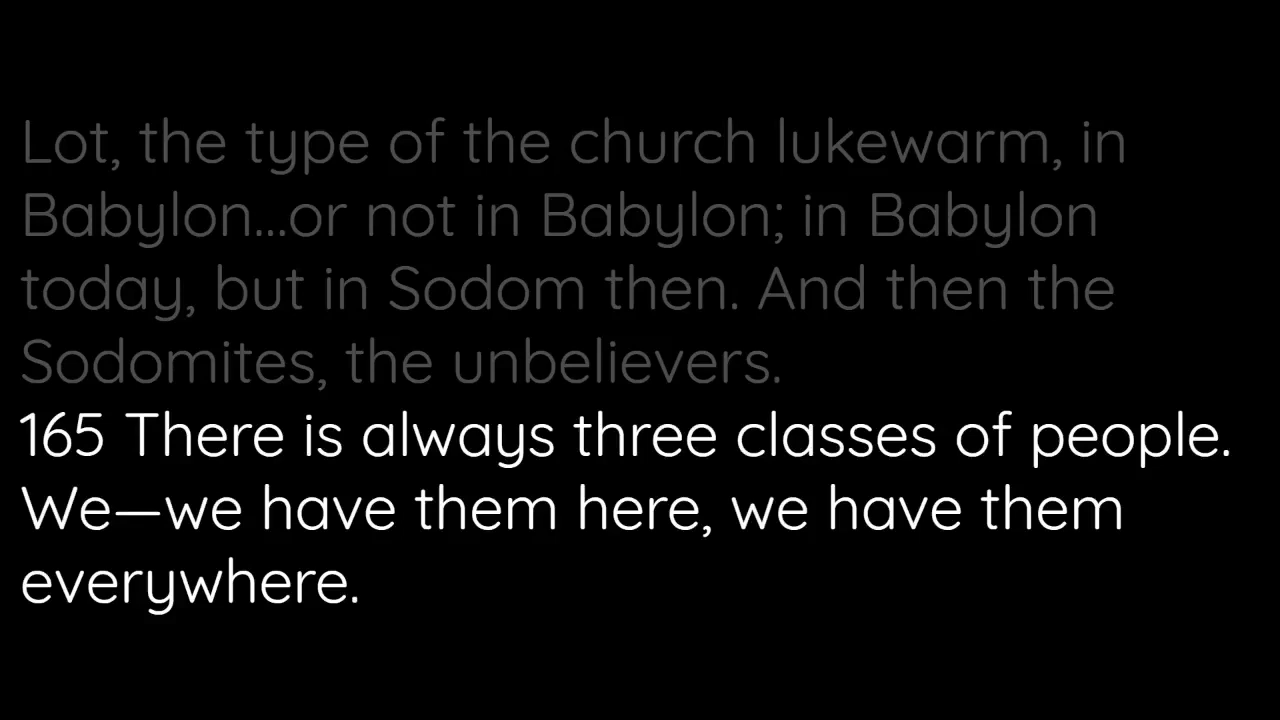 Lot, the type of the church lukewarm, in
Babylon...or not in Babylon; in Babylon
today, but in Sodom then. And then the
Sodomites, the unbelievers.
165 There is always three classes of people.
We—we have them here, we have them
everywhere.